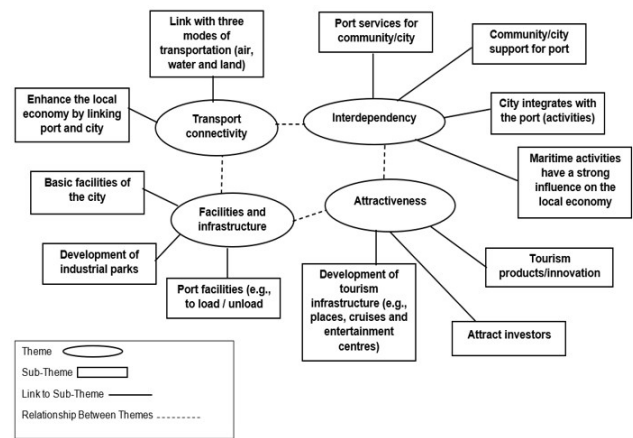 Link with three
modes of
transportation (air,
water and land)
Port services for
community/city
Community/city
support for port
Enhance the local
economy by linking
port and city
Transport
connectivity
Interdependency
City integrates with
the port (activities)
Maritime activities
have a strong
influence on the
local economy
Basic facilities of
the city
Facilities and
infrastructure
Attractiveness
Development of
industrial parks
Port facilities (e.g.,
to load / unload
Development of
tourism
infrastructure (e.g.,
places, cruises and
entertainment
centres)
Tourism
products/innovation
Attract investors
Theme
Sub-Theme
Link to Sub-Theme
Relationship Between Themes